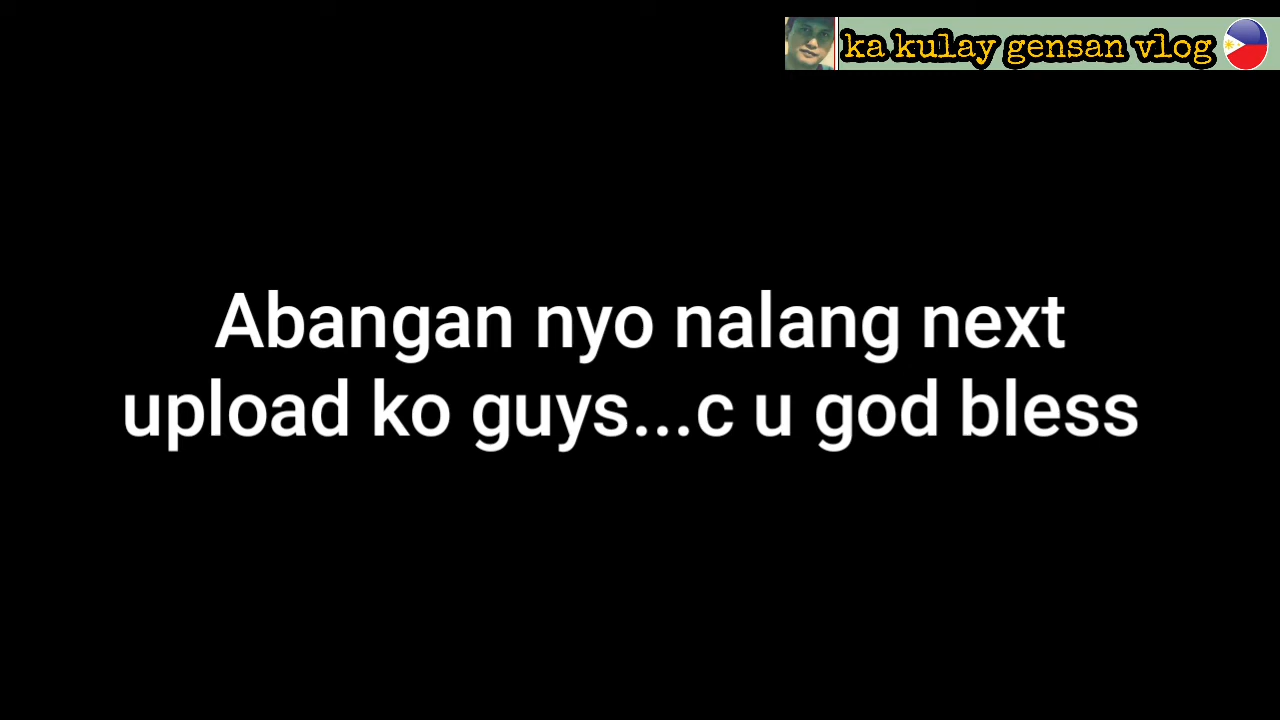 ka kulay gensan vlog
Abangan nyo nalang next
upload ko guys...c u god bless